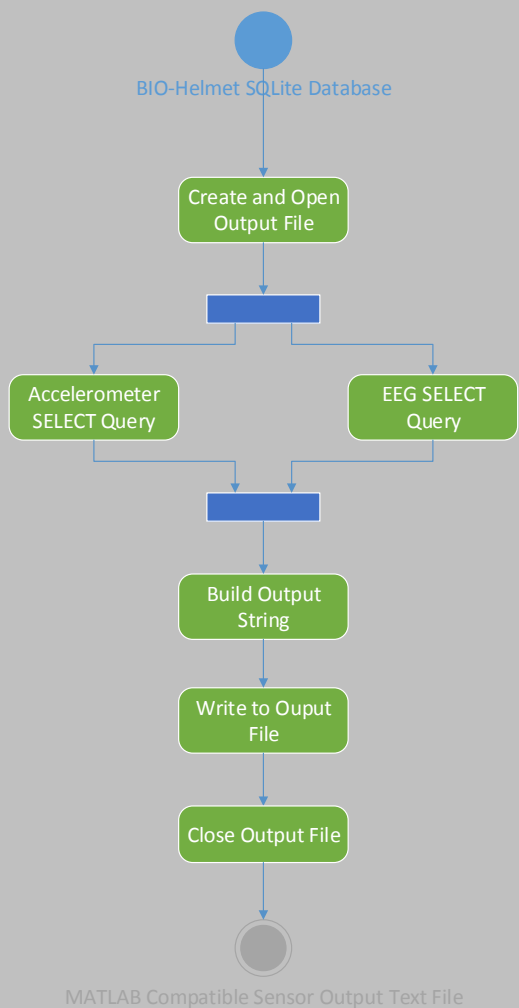 BIO-Helmet SQLite Database
Create and Open
Output File
Accelerometer
SELECT Query
EEG SELECT
Query
Build Output
String
Write to Ouput
File
Close Output File
MATLAB Compatible Sensor Output Text File